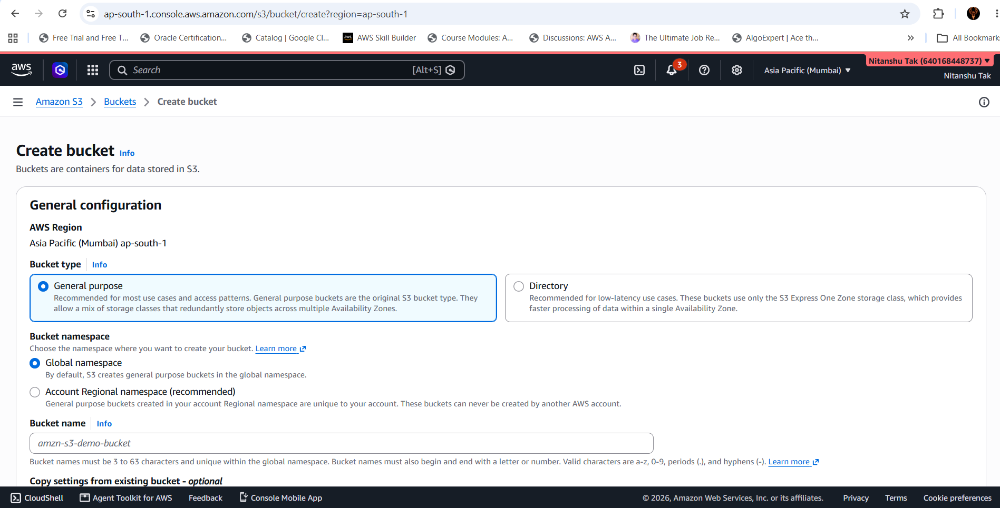 ap-south-1.console.aws.amazon.com/s3/bucket/create?region=ap-south-1
Free Trial and Free T... Oracle Certification... Catalog | Google Cl... aws AWS Skill Builder Course Modules: A... Discussions: AWS A... The Ultimate Job Re... AlgoExpert | Ace th... » All Bookmark
aws Search [Alt+S] 3 Asia Pacific (Mumbai) Nitanshu Tak (640168448737)
Nitanshu Tak
Amazon S3 Buckets Create bucket
Create bucket Info
Buckets are containers for data stored in S3.
General configuration
AWS Region
Asia Pacific (Mumbai) ap-south-1
Bucket type Info
General purpose
Recommended for most use cases and access patterns. General purpose buckets are the original S3 bucket type. They
allow a mix of storage classes that redundantly store objects across multiple Availability Zones.
Directory
Recommended for low-latency use cases. These buckets use only the S3 Express One Zone storage class, which provides
faster processing of data within a single Availability Zone.
Bucket namespace
Choose the namespace where you want to create your bucket. Learn more
Global namespace
By default, S3 creates general purpose buckets in the global namespace.
Account Regional namespace (recommended)
General purpose buckets created in your account Regional namespace are unique to your account. These buckets can never be created by another AWS account.
Bucket name Info
amzn-s3-demo-bucket
Bucket names must be 3 to 63 characters and unique within the global namespace. Bucket names must also begin and end with a letter or number. Valid characters are a-z, 0-9, periods (.), and hyphens (-). Learn more
Copy settings from existing bucket - optional
CloudShell Agent Toolkit for AWS Feedback Console Mobile App © 2026, Amazon Web Services, Inc. or its affiliates. Privacy Terms Cookie preferences